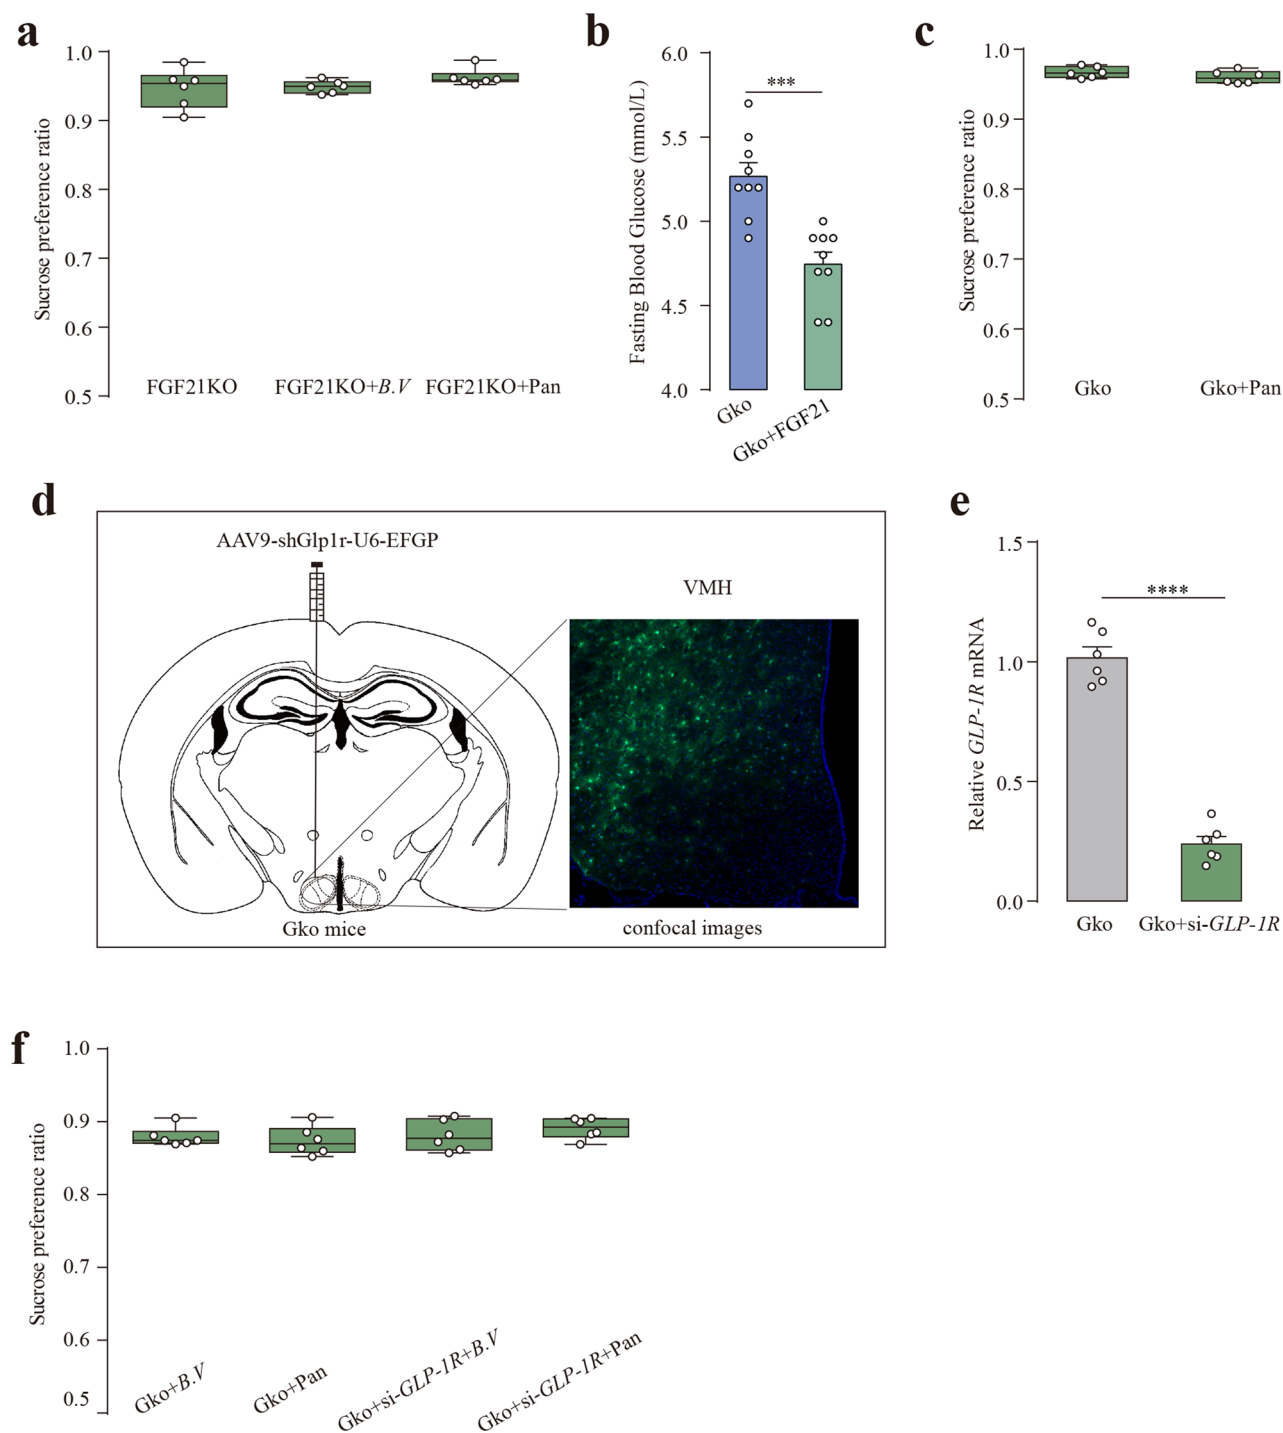 a
Sucrose preference ratio
1.0
0.9
0.8
0.7
0.6
0.5
FGF21KO
FGF21KO+B.V
FGF21KO+Pan
b
Fasting Blood Glucose (mmol/L)
6.0
5.5
5.0
4.5
4.0
***
Gko
Gko+FGF21
c
Sucrose preference ratio
1.0
0.9
0.8
0.7
0.6
0.5
Gko
Gko+Pan
d
AAV9-shGlp1r-U6-EFGP
VMH
Gko mice
confocal images
e
Relative GLP-1R mRNA
1.5
1.0
0.5
0.0
****
Gko
Gko+si-GLP-1R
f
Sucrose preference ratio
1.0
0.9
0.8
0.7
0.6
0.5
Gko+B.V
Gko+Pan
Gko+si-GLP-1R+B.V
Gko+si-GLP-1R+Pan